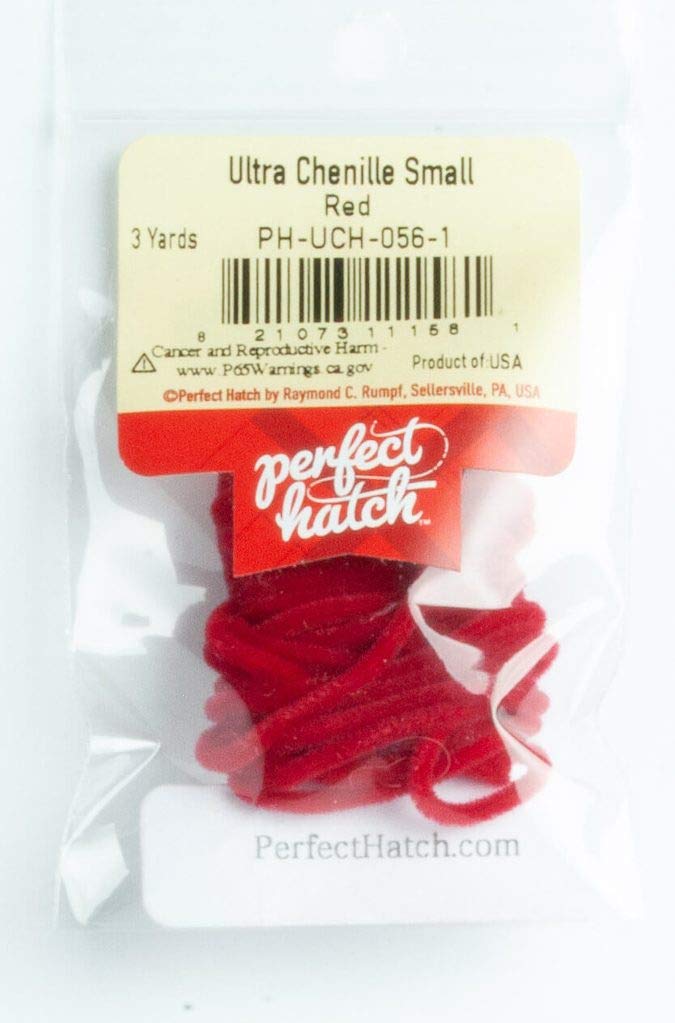 Ultra Chenille Small
Red
3 Yards PH-UCH-056-1
8 21073 11158 1
Cancer and Reproductive Harm -
www.P65Warnings.ca.gov Product of:USA
©Perfect Hatch by Raymond C. Rumpf, Sellersville, PA, USA
perfect
hatch™
PerfectHatch.com